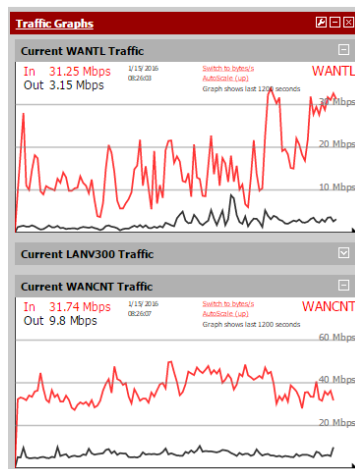 Traffic Graphs
Current WANTL Traffic
In 31.25 Mbps 1/15/2016 Switch to bytes/s WANTL
Out 3.15 Mbps 08:26:03 AutoScale (up)
Graph shows last 1200 seconds
30 Mbps
20 Mbps
10 Mbps
Current LANV300 Traffic
Current WANCNT Traffic
In 31.74 Mbps 1/15/2016 Switch to bytes/s WANCNT
Out 9.8 Mbps 08:26:07 AutoScale (up)
Graph shows last 1200 seconds
60 Mbps
40 Mbps
20 Mbps